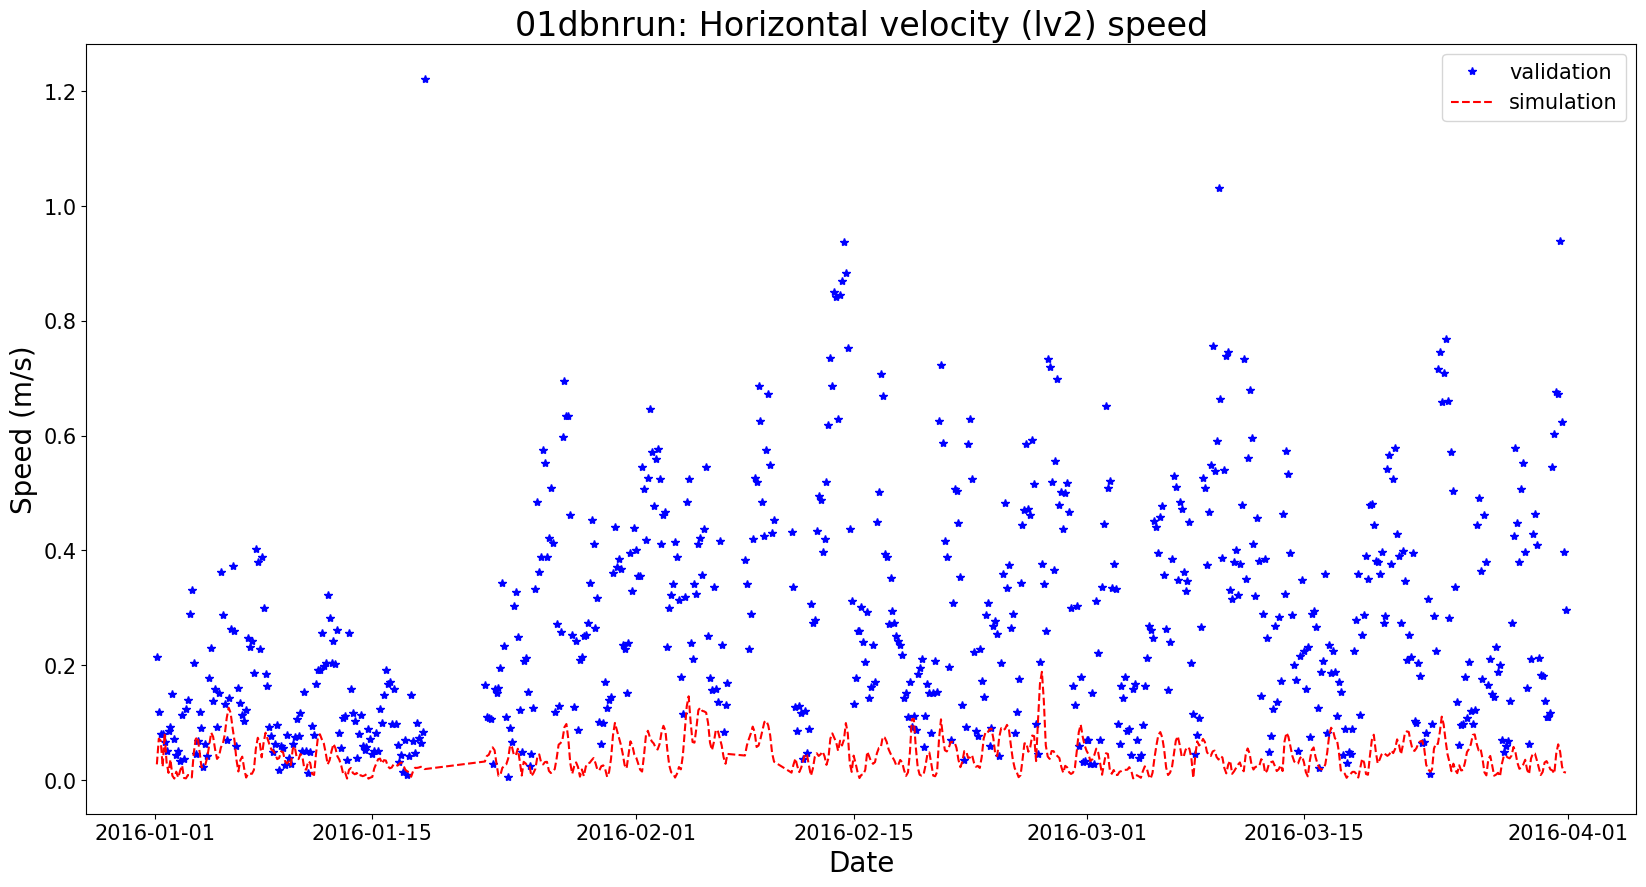 01dbnrun: Horizontal velocity (lv2) speed
validation
simulation
Speed (m/s)
1.2
1.0
0.8
0.6
0.4
0.2
0.0
2016-01-01
2016-01-15
2016-02-01
2016-02-15
2016-03-01
2016-03-15
2016-04-01
Date